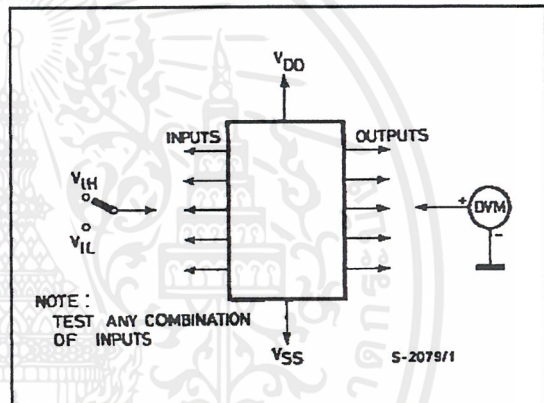 VDD
INPUTS
OUTPUTS
VIH
VIL
+
DVM
-
NOTE :
TEST ANY COMBINATION
OF INPUTS
VSS
S-2079/1